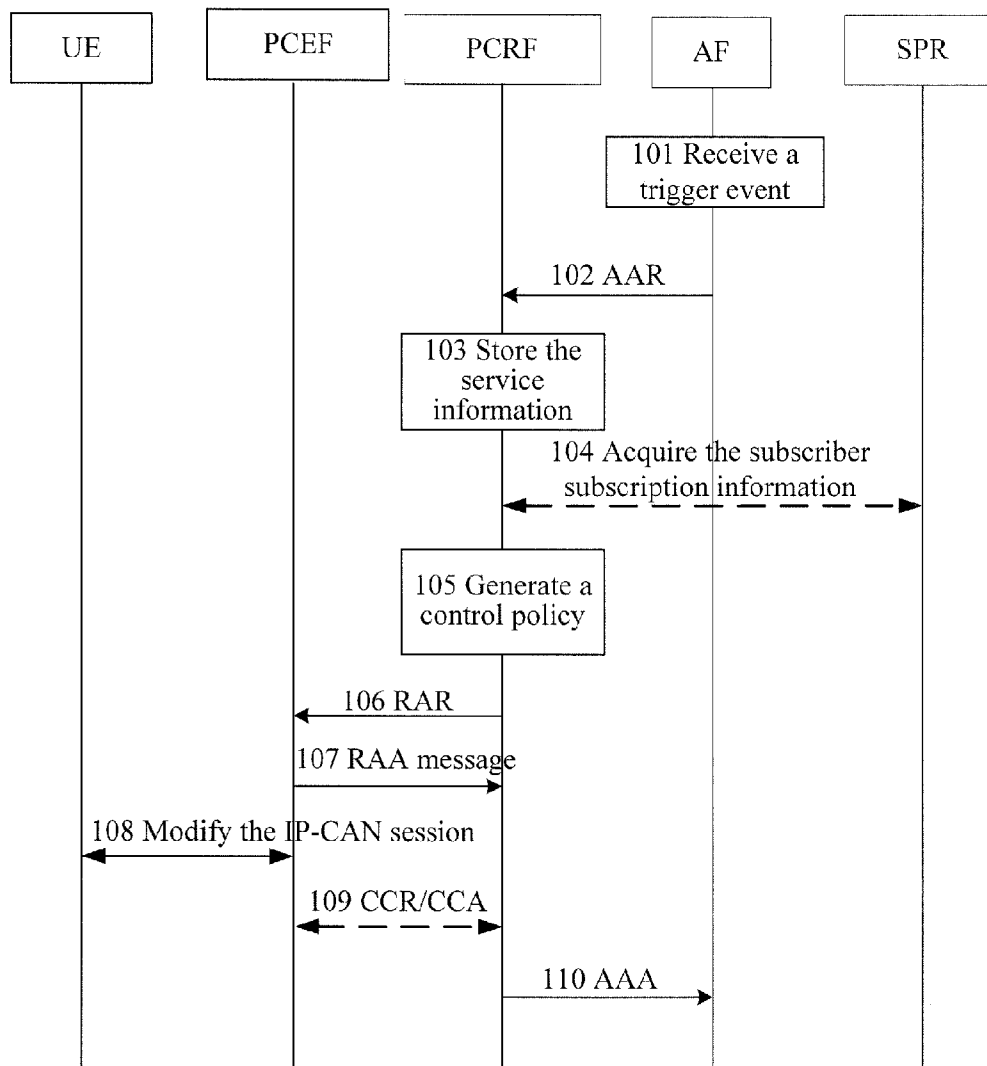 UE
PCEF
PCRF
AF
SPR
101 Receive a
trigger event
102 AAR
103 Store the
service
information
104 Acquire the subscriber
subscription information
105 Generate a
control policy
106 RAR
107 RAA message
108 Modify the IP-CAN session
109 CCR/CCA
110 AAA